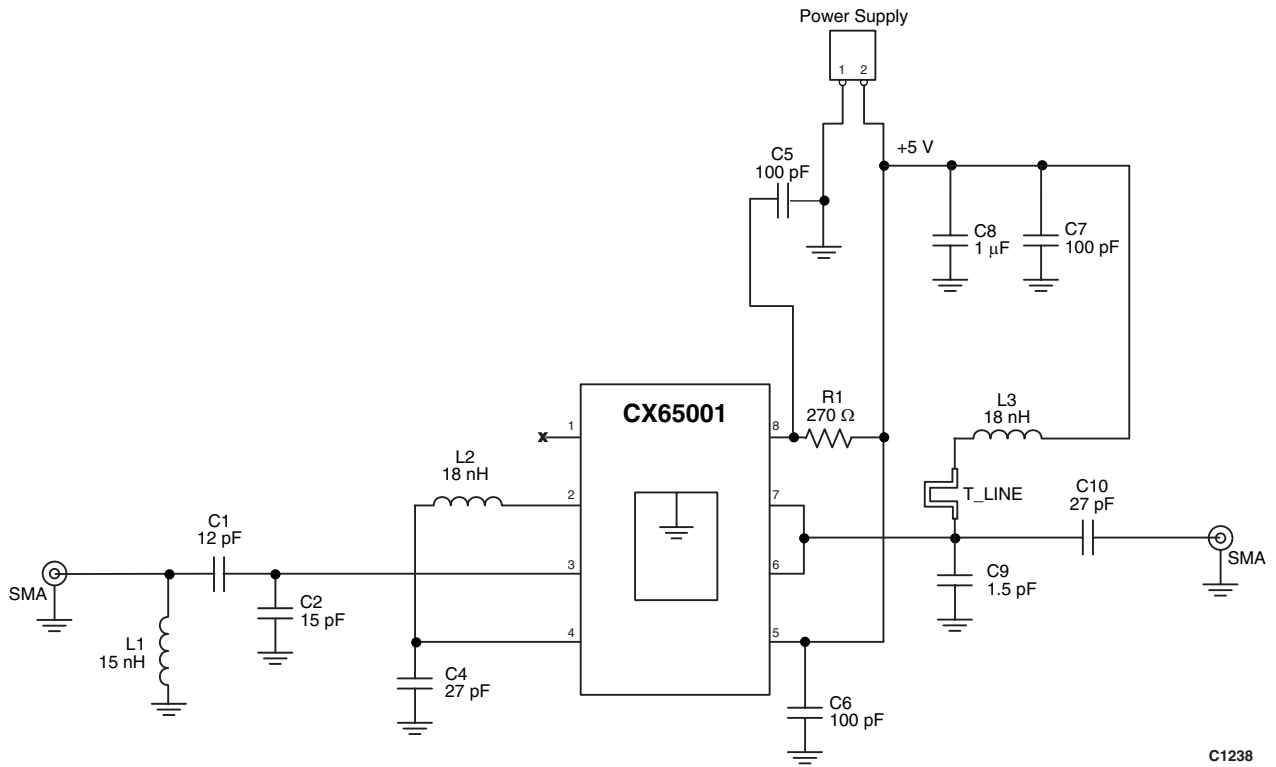 Power Supply
1 2
+5 V
C5
100 pF
C8
1 μF
C7
100 pF
CX65001
R1
270 Ω
L3
18 nH
x
1
8
L2
18 nH
T_LINE
2
7
C10
27 pF
C1
12 pF
SMA
3
6
SMA
C9
1.5 pF
C2
15 pF
L1
15 nH
4
5
C4
27 pF
C6
100 pF
C1238